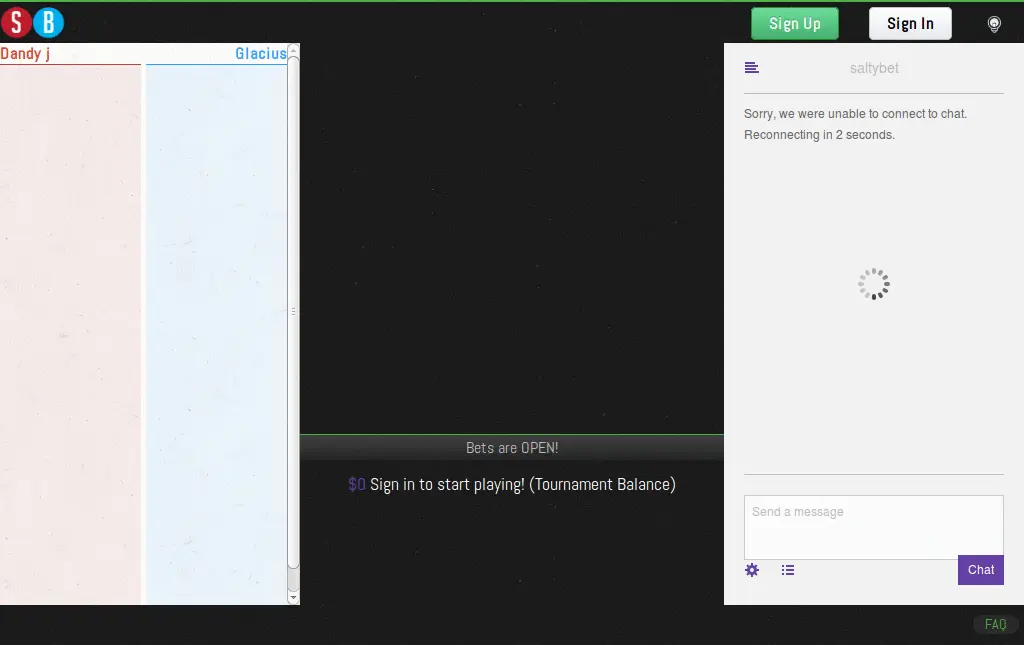 S B
Sign Up
Sign In
Dandy j
Glacius
saltybet
Sorry, we were unable to connect to chat.
Reconnecting in 2 seconds.
Bets are OPEN!
$0 Sign in to start playing! (Tournament Balance)
Send a message
Chat
FAQ